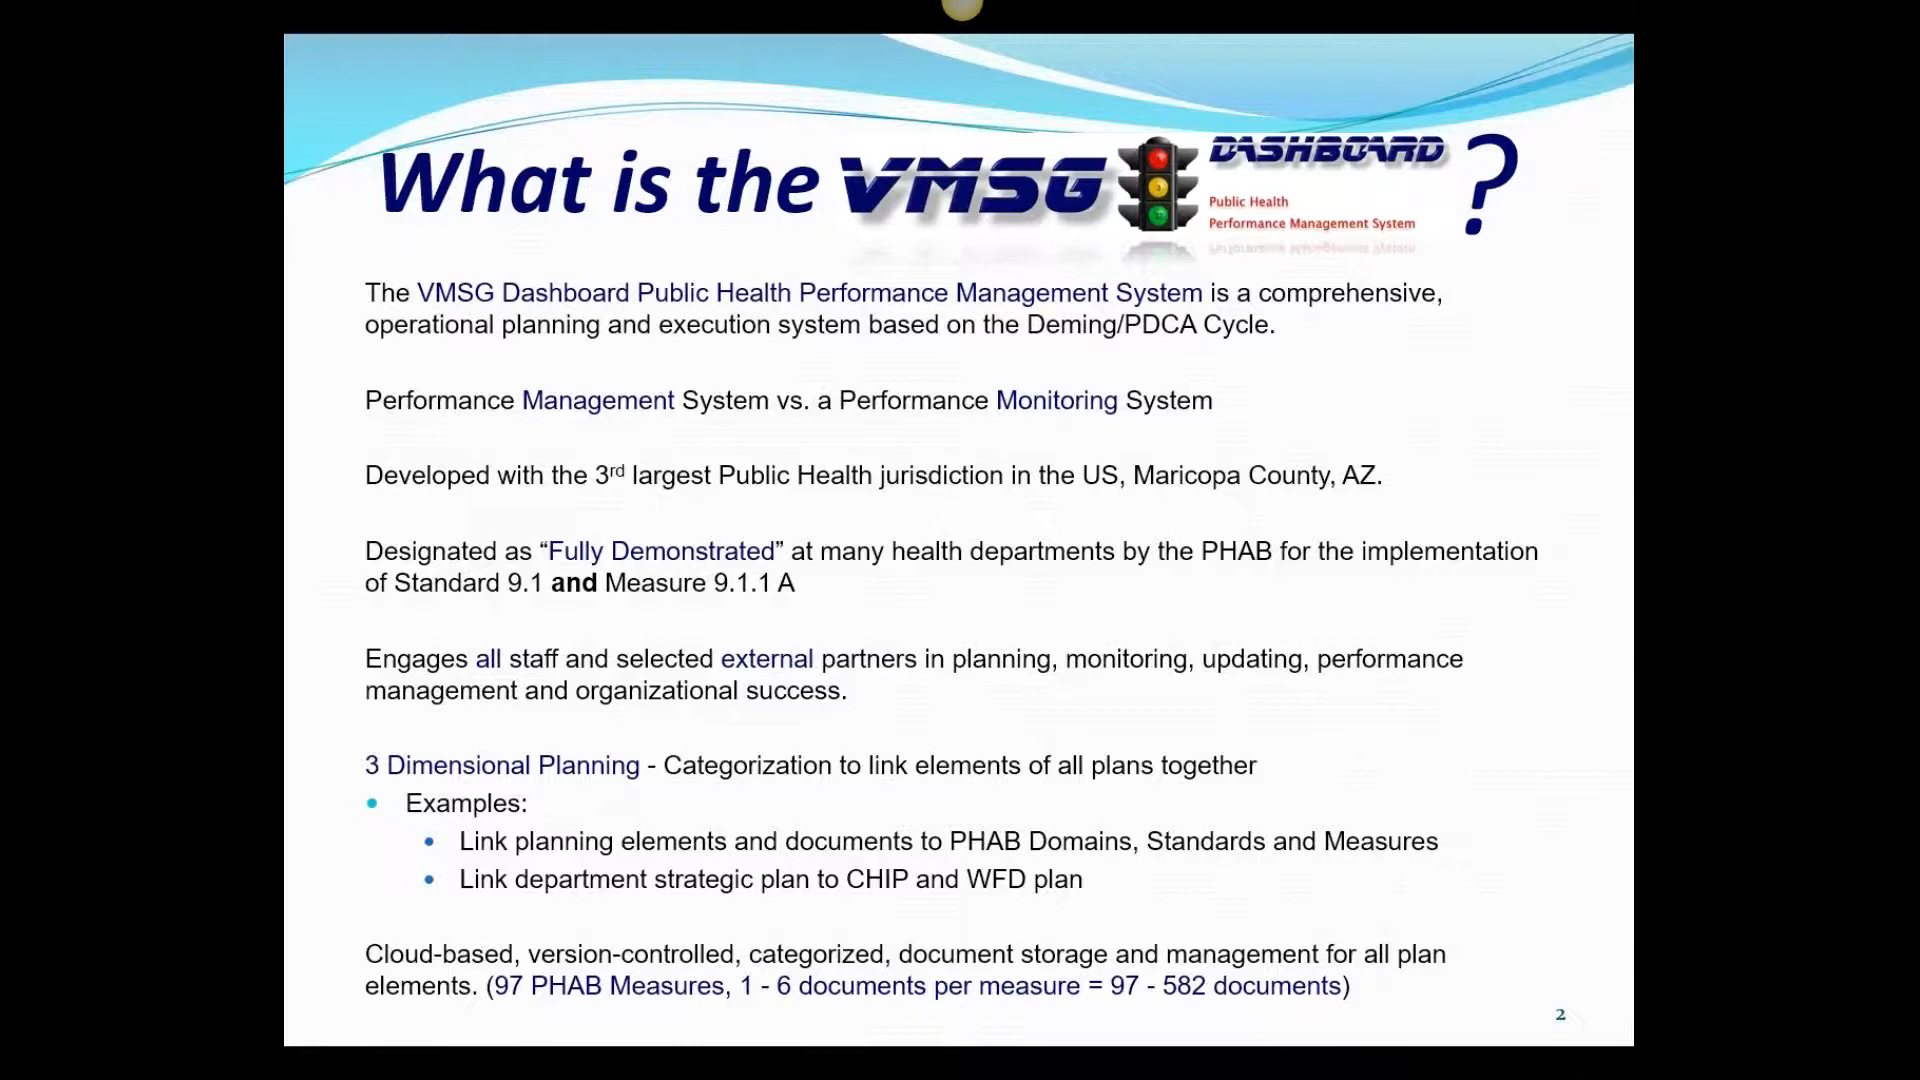 What is the VMSG DASHBOARD ?
Public Health
Performance Management System
The VMSG Dashboard Public Health Performance Management System is a comprehensive,
operational planning and execution system based on the Deming/PDCA Cycle.
Performance Management System vs. a Performance Monitoring System
Developed with the 3rd largest Public Health jurisdiction in the US, Maricopa County, AZ.
Designated as “Fully Demonstrated” at many health departments by the PHAB for the implementation
of Standard 9.1 and Measure 9.1.1 A
Engages all staff and selected external partners in planning, monitoring, updating, performance
management and organizational success.
3 Dimensional Planning - Categorization to link elements of all plans together
• Examples:
• Link planning elements and documents to PHAB Domains, Standards and Measures
• Link department strategic plan to CHIP and WFD plan
Cloud-based, version-controlled, categorized, document storage and management for all plan
elements. (97 PHAB Measures, 1 - 6 documents per measure = 97 - 582 documents)
2